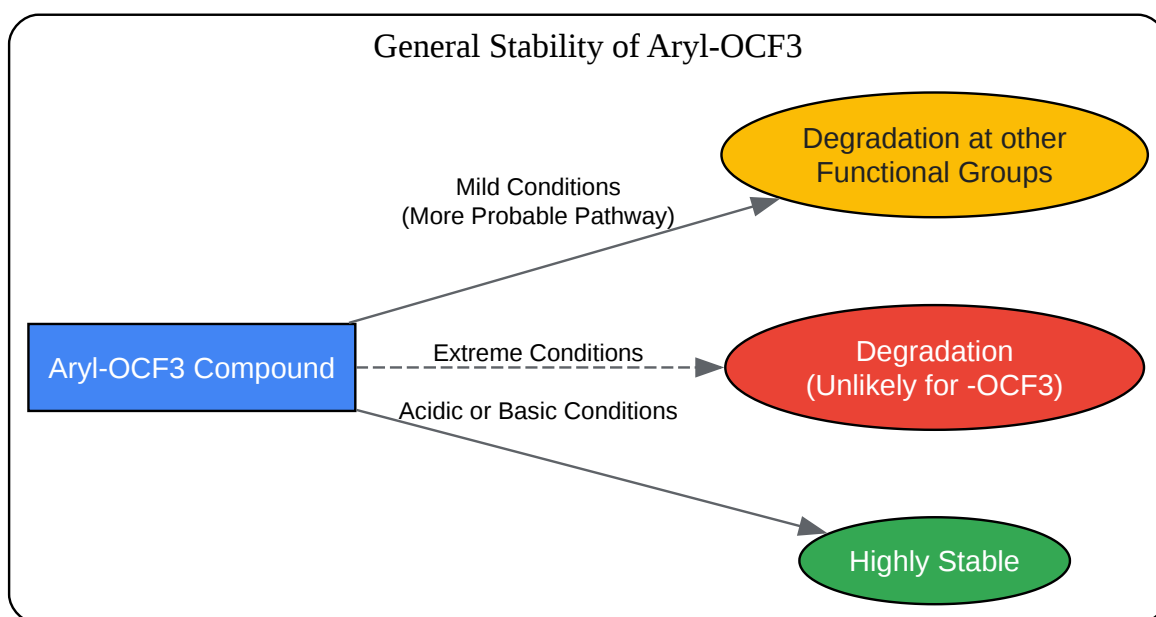 General Stability of Aryl-OCF3
Degradation at other
Functional Groups
Mild Conditions
(More Probable Pathway)
Aryl-OCF3 Compound
Extreme Conditions
Degradation
(Unlikely for -OCF3)
Acidic or Basic Conditions
Highly Stable